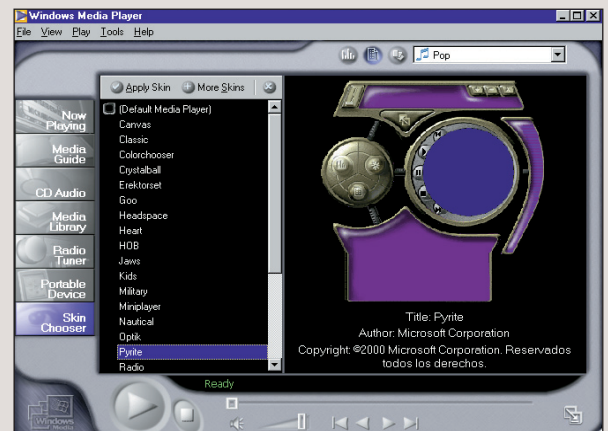 Windows Media Player
File View Play Tools Help
Pop
Apply Skin More Skins
Now
Playing
Media
Guide
CD Audio
Media
Library
Radio
Tuner
Portable
Device
Skin
Chooser
(Default Media Player)
Canvas
Classic
Colorchooser
Crystalball
Erektorset
Goo
Headspace
Heart
HOB
Jaws
Kids
Military
Miniplayer
Nautical
Optik
Pyrite
Radio
Title: Pyrite
Author: Microsoft Corporation
Copyright: ©2000 Microsoft Corporation. Reservados
todos los derechos.
Ready
Windows
Media